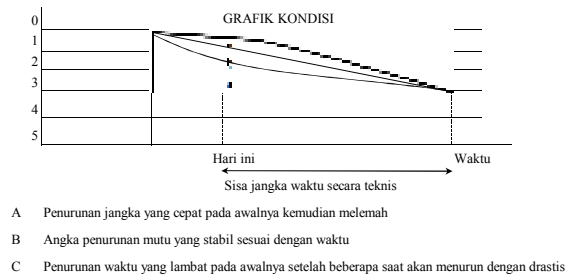 GRAFIK KONDISI
0
1
2
3
4
5
Hari ini Waktu
Sisa jangka waktu secara teknis
A Penurunan jangka yang cepat pada awalnya kemudian melemah
B Angka penurunan mutu yang stabil sesuai dengan waktu
C Penurunan waktu yang lambat pada awalnya setelah beberapa saat akan menurun dengan drastis